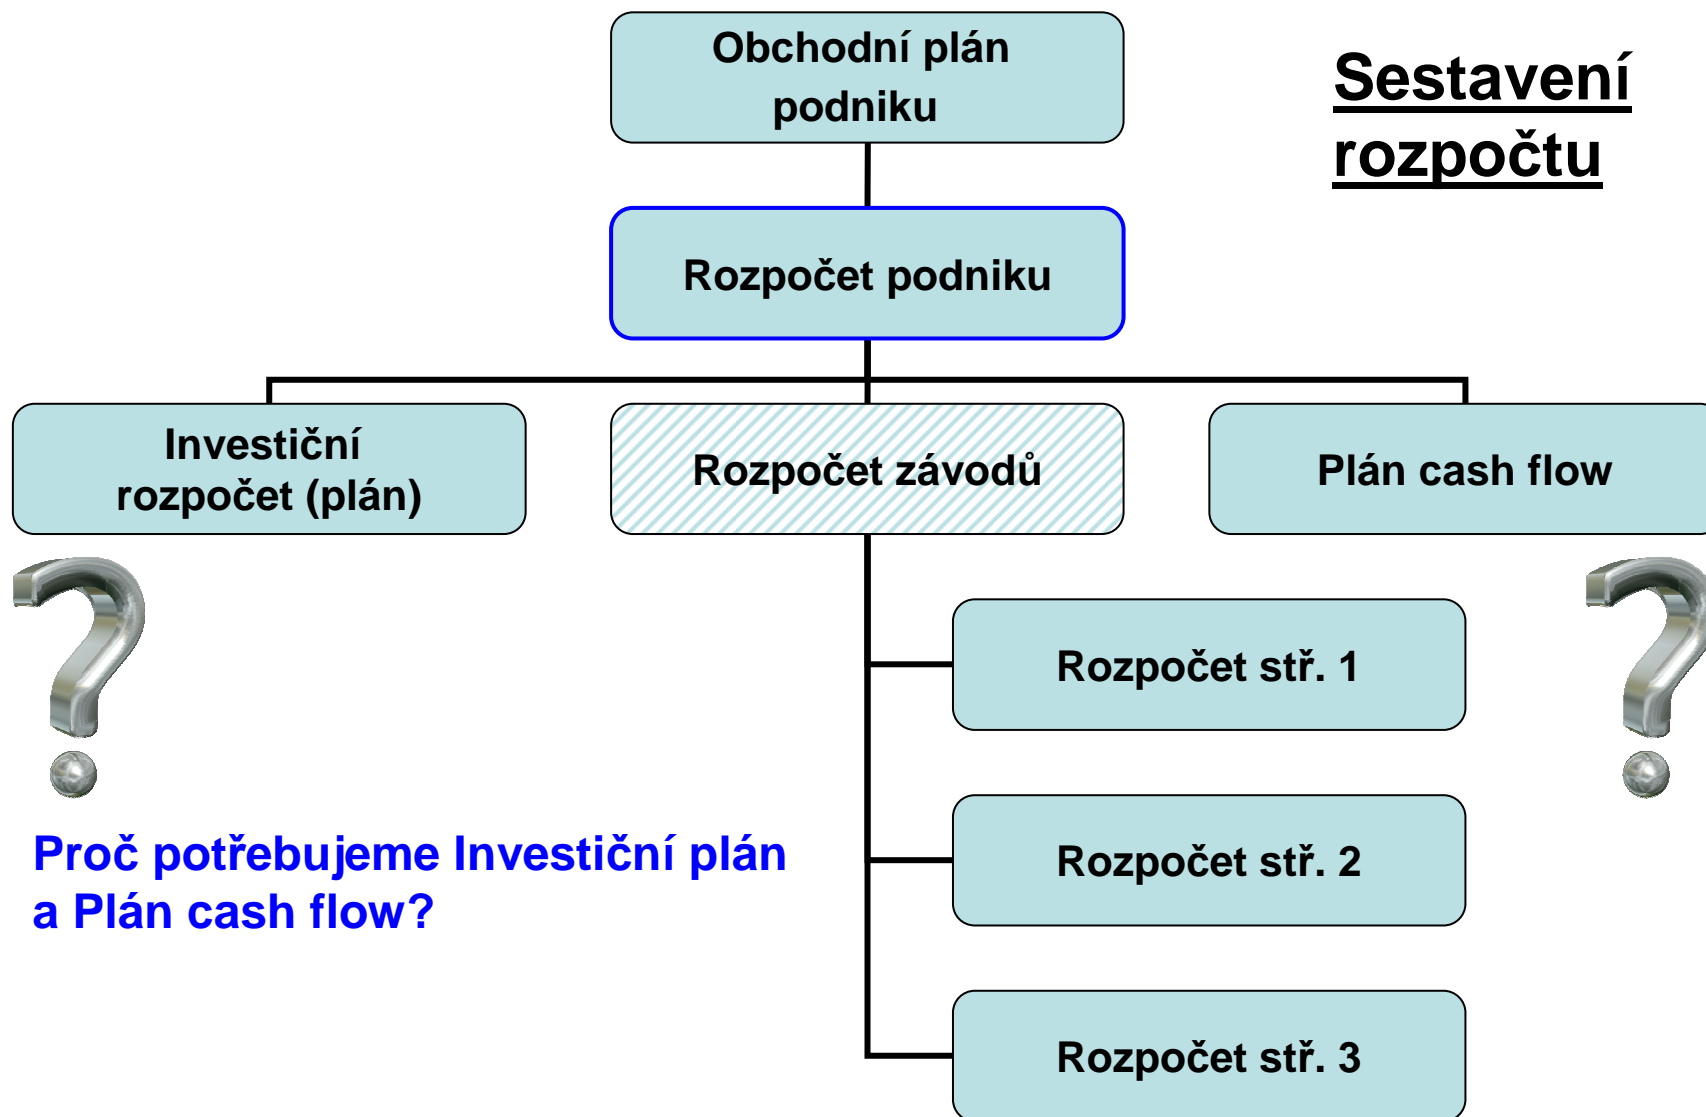 Obchodní plán
podniku
Sestavení
rozpočtu
Rozpočet podniku
Investiční
rozpočet (plán)
Rozpočet závodů
Plán cash flow
Rozpočet stř. 1
Rozpočet stř. 2
Proč potřebujeme Investiční plán
a Plán cash flow?
Rozpočet stř. 3